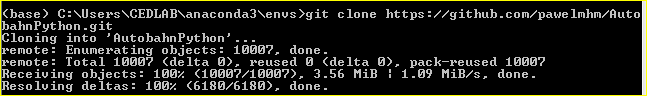 (base) C:\Users\CEDLAB\anaconda3\envs>git clone https://github.com/pawelmhm/Auto
bahnPython.git
Cloning into 'AutobahnPython'...
remote: Enumerating objects: 10007, done.
remote: Total 10007 (delta 0), reused 0 (delta 0), pack-reused 10007
Receiving objects: 100% (10007/10007), 3.56 MiB | 1.09 MiB/s, done.
Resolving deltas: 100% (6180/6180), done.